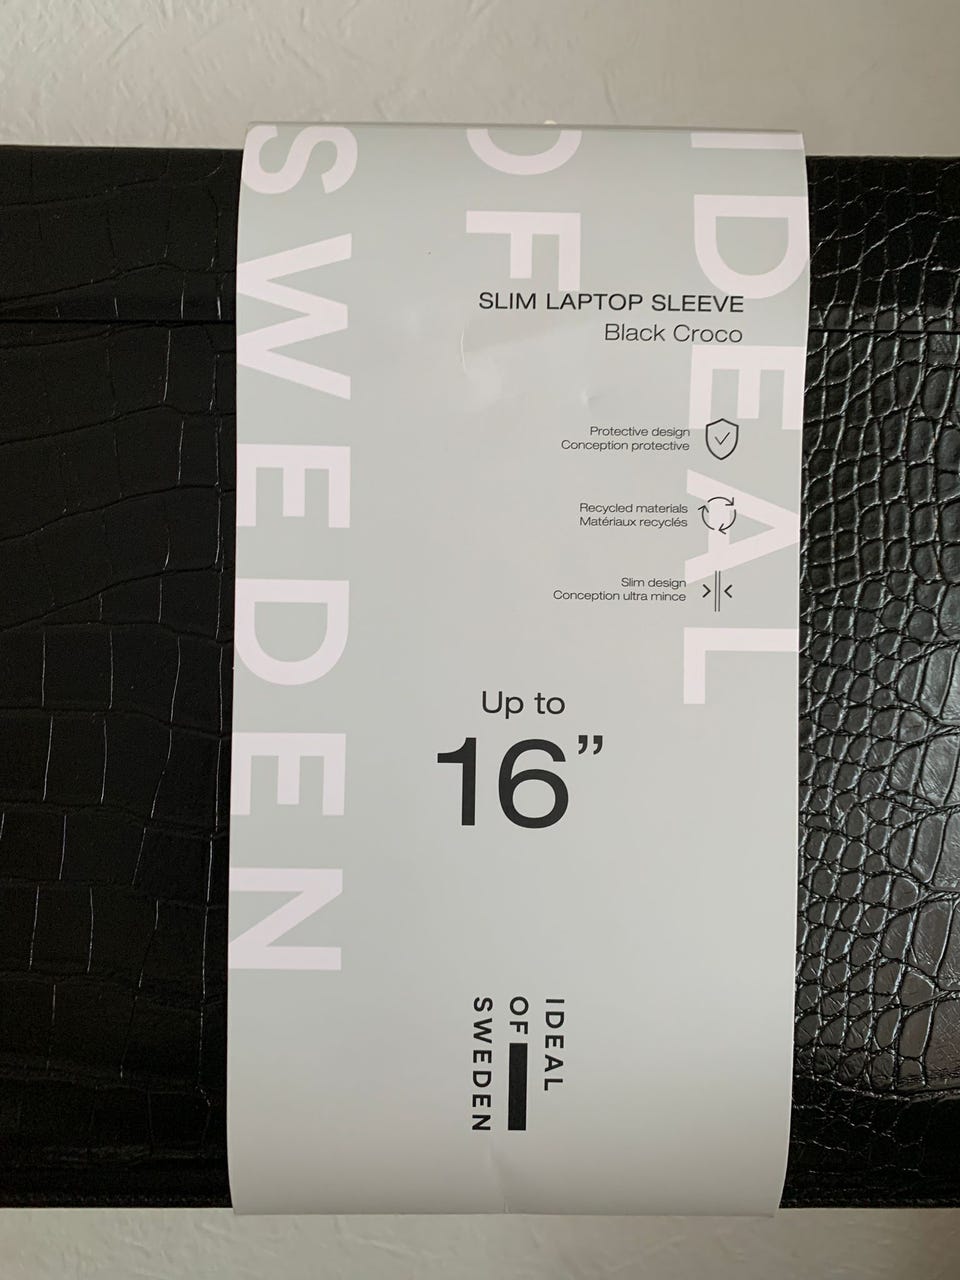 IDEAL
OF
SWEDEN
SLIM LAPTOP SLEEVE
Black Croco
Protective design
Conception protective
Recycled materials
Matériaux recyclés
Slim design
Conception ultra mince
Up to
16”
IDEAL
OF
SWEDEN